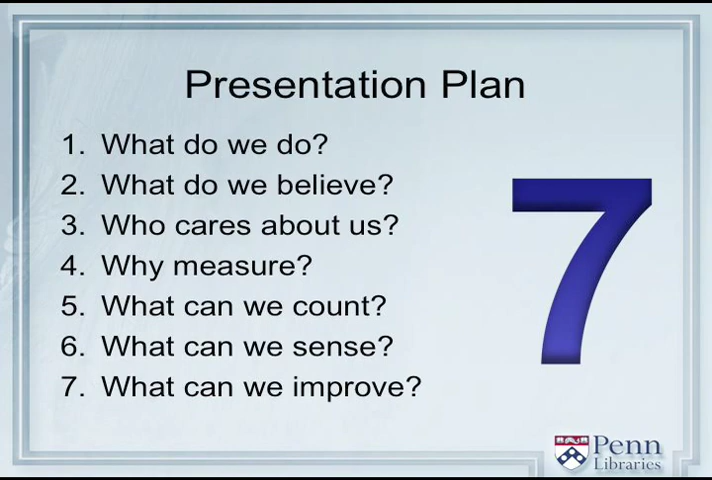 Presentation Plan
1. What do we do?
2. What do we believe?
3. Who cares about us?
4. Why measure?
5. What can we count?
6. What can we sense?
7. What can we improve?
7
Penn
Libraries